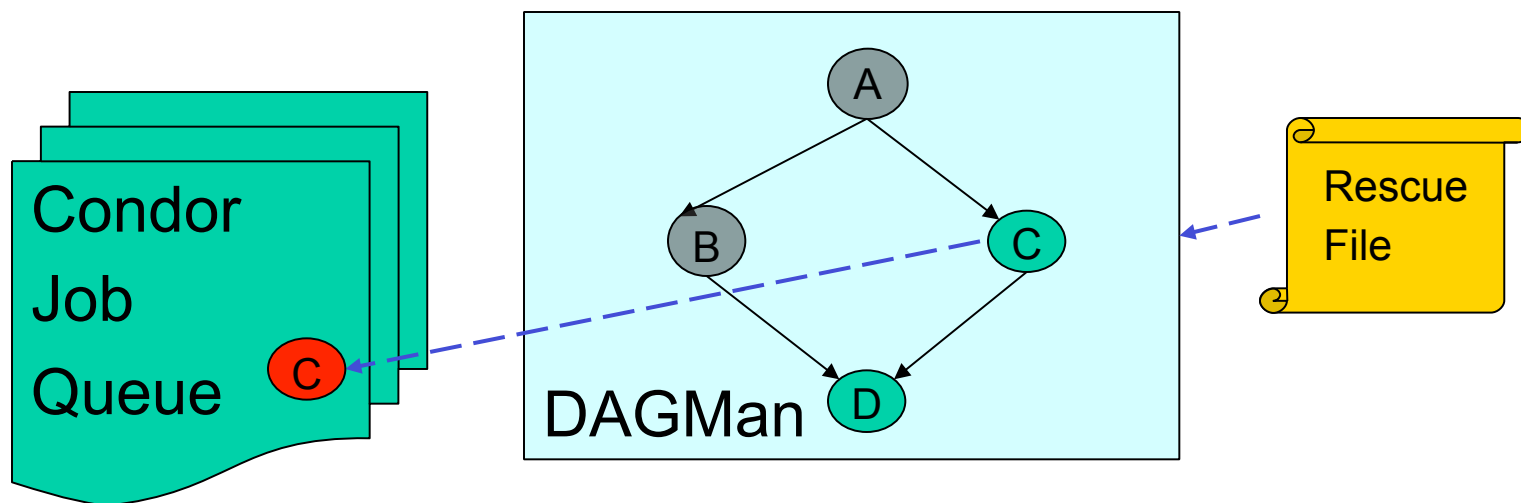 Condor
Job
Queue
C
A
B
C
D
DAGMan
Rescue
File